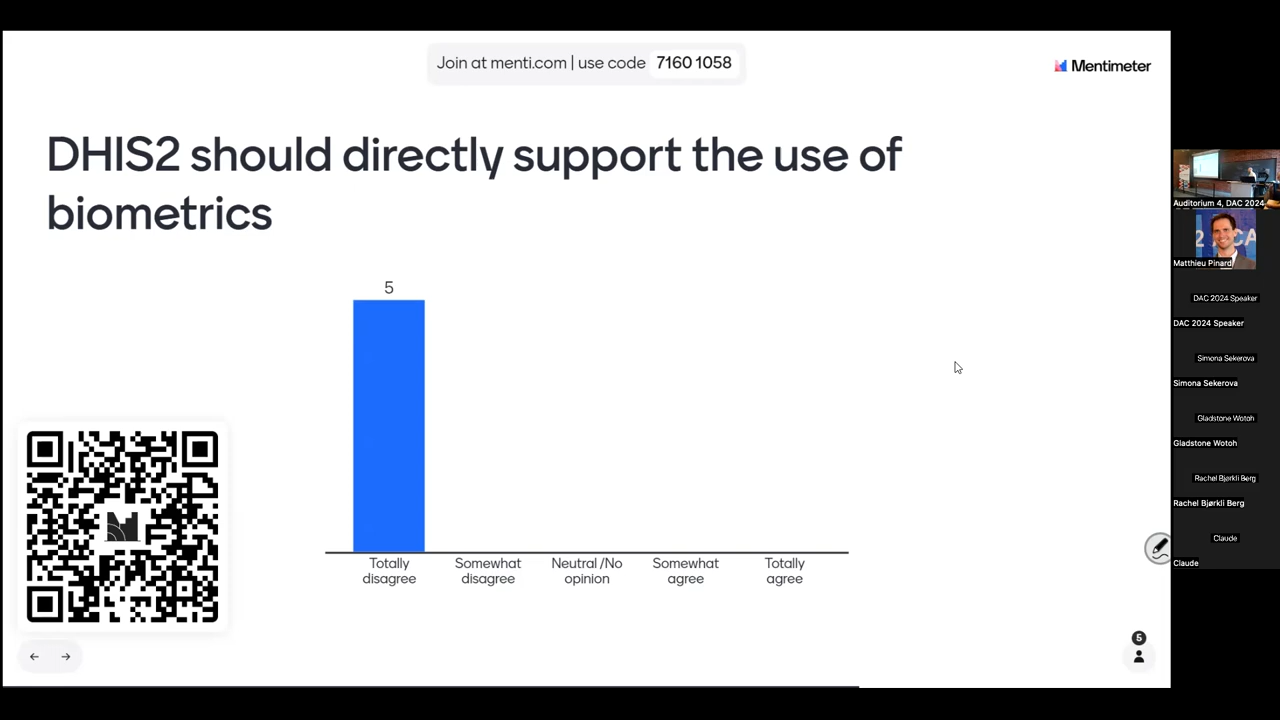 Join at menti.com | use code 7160 1058
Mentimeter
DHIS2 should directly support the use of
biometrics
5
Totally
disagree
Somewhat
disagree
Neutral /No
opinion
Somewhat
agree
Totally
agree
5
Auditorium 4, DAC 2024
Matthieu Pinard
DAC 2024 Speaker
DAC 2024 Speaker
Simona Sekerova
Simona Sekerova
Gladstone Wotoh
Gladstone Wotoh
Rachel Bjørkli Berg
Rachel Bjørkli Berg
Claude
Claude